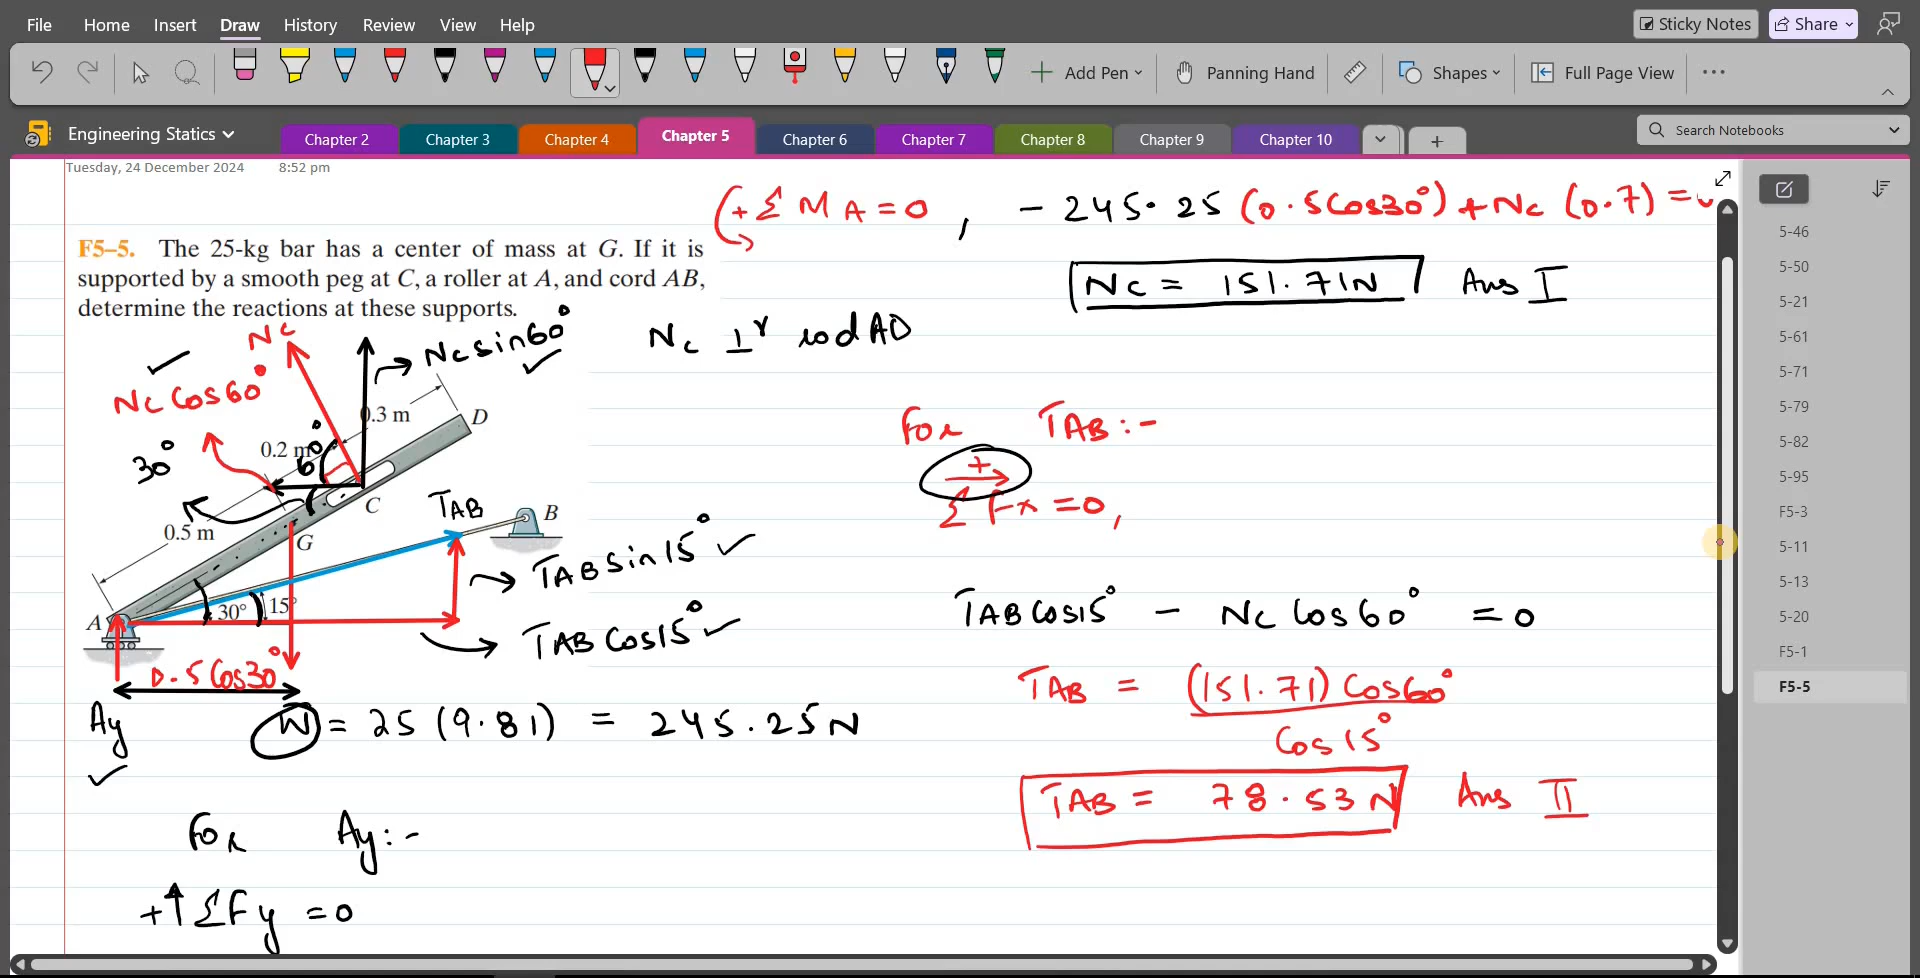 File Home Insert Draw History Review View Help
Sticky Notes Share
Add Pen Panning Hand Shapes Full Page View
Engineering Statics
Chapter 2 Chapter 3 Chapter 4 Chapter 5 Chapter 6 Chapter 7 Chapter 8 Chapter 9 Chapter 10 +
Search Notebooks
Tuesday, 24 December 2024 8:52 pm
F5–5. The 25-kg bar has a center of mass at G. If it is
supported by a smooth peg at C, a roller at A, and cord AB,
determine the reactions at these supports.
+ΣMA=0, -245.25(0.5Cos30°)+Nc(0.7)=
Nc = 151.71N Ans I
Nc ⊥r rod AD
Nc
Nc sin60°
Nc Cos60°
0.3 m
D
0.2 m
60°
30°
C
0.5 m
G
TAB
B
TAB sin15°
A
30°
15°
TAB Cos15°
0.5 Cos30°
Ay
W = 25(9.81) = 245.25N
For Ay:-
+↑ΣFy=0
For TAB:-
+→
ΣFx=0,
TAB Cos15° - Nc Cos60° = 0
TAB = (151.71) Cos60°
Cos15°
TAB = 78.53 N Ans II
5-46
5-50
5-21
5-61
5-71
5-79
5-82
5-95
F5-3
5-11
5-13
5-20
F5-1
F5-5